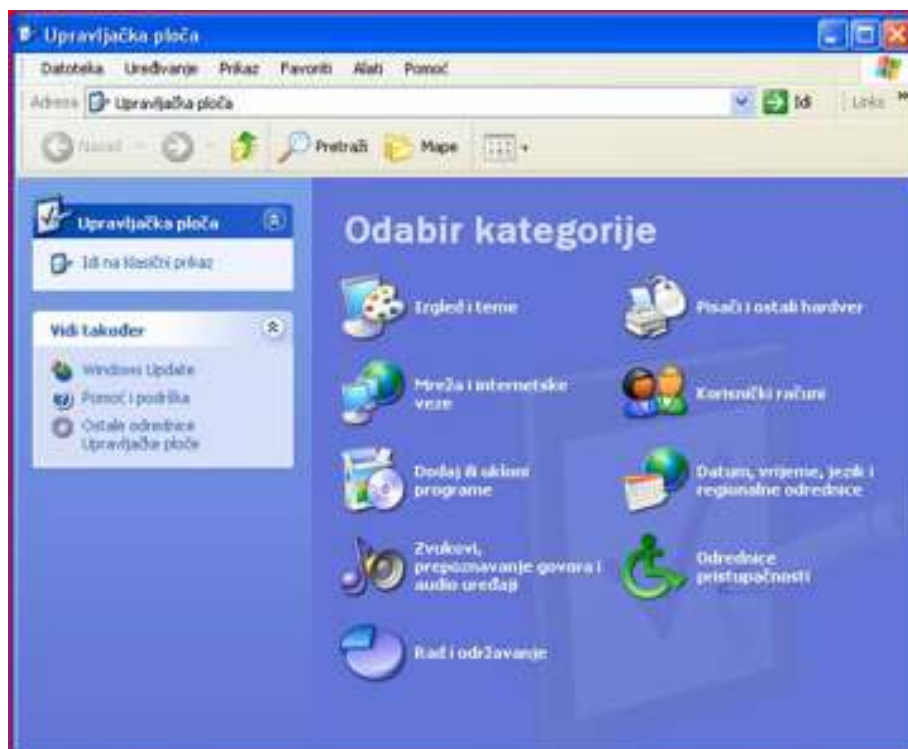 Upravljačka ploča
Datoteka Uređivanje Prikaz Favoriti Alati Pomoć
Adresa Upravljačka ploča Idi Links
Natrag Pretraži Mape
Upravljačka ploča
Idi na klasični prikaz
Vidi također
Windows Update
Pomoć i podrška
Ostale odrednice
Upravljačke ploče
Odabir kategorije
Izgled i teme
Pisači i ostali hardver
Mreža i internetske
veze
Korisnički računi
Dodaj ili ukloni
programe
Datum, vrijeme, jezik i
regionalne odrednice
Zvukovi,
prepoznavanje govora i
audio uređaji
Odrednice
pristupačnosti
Rad i održavanje